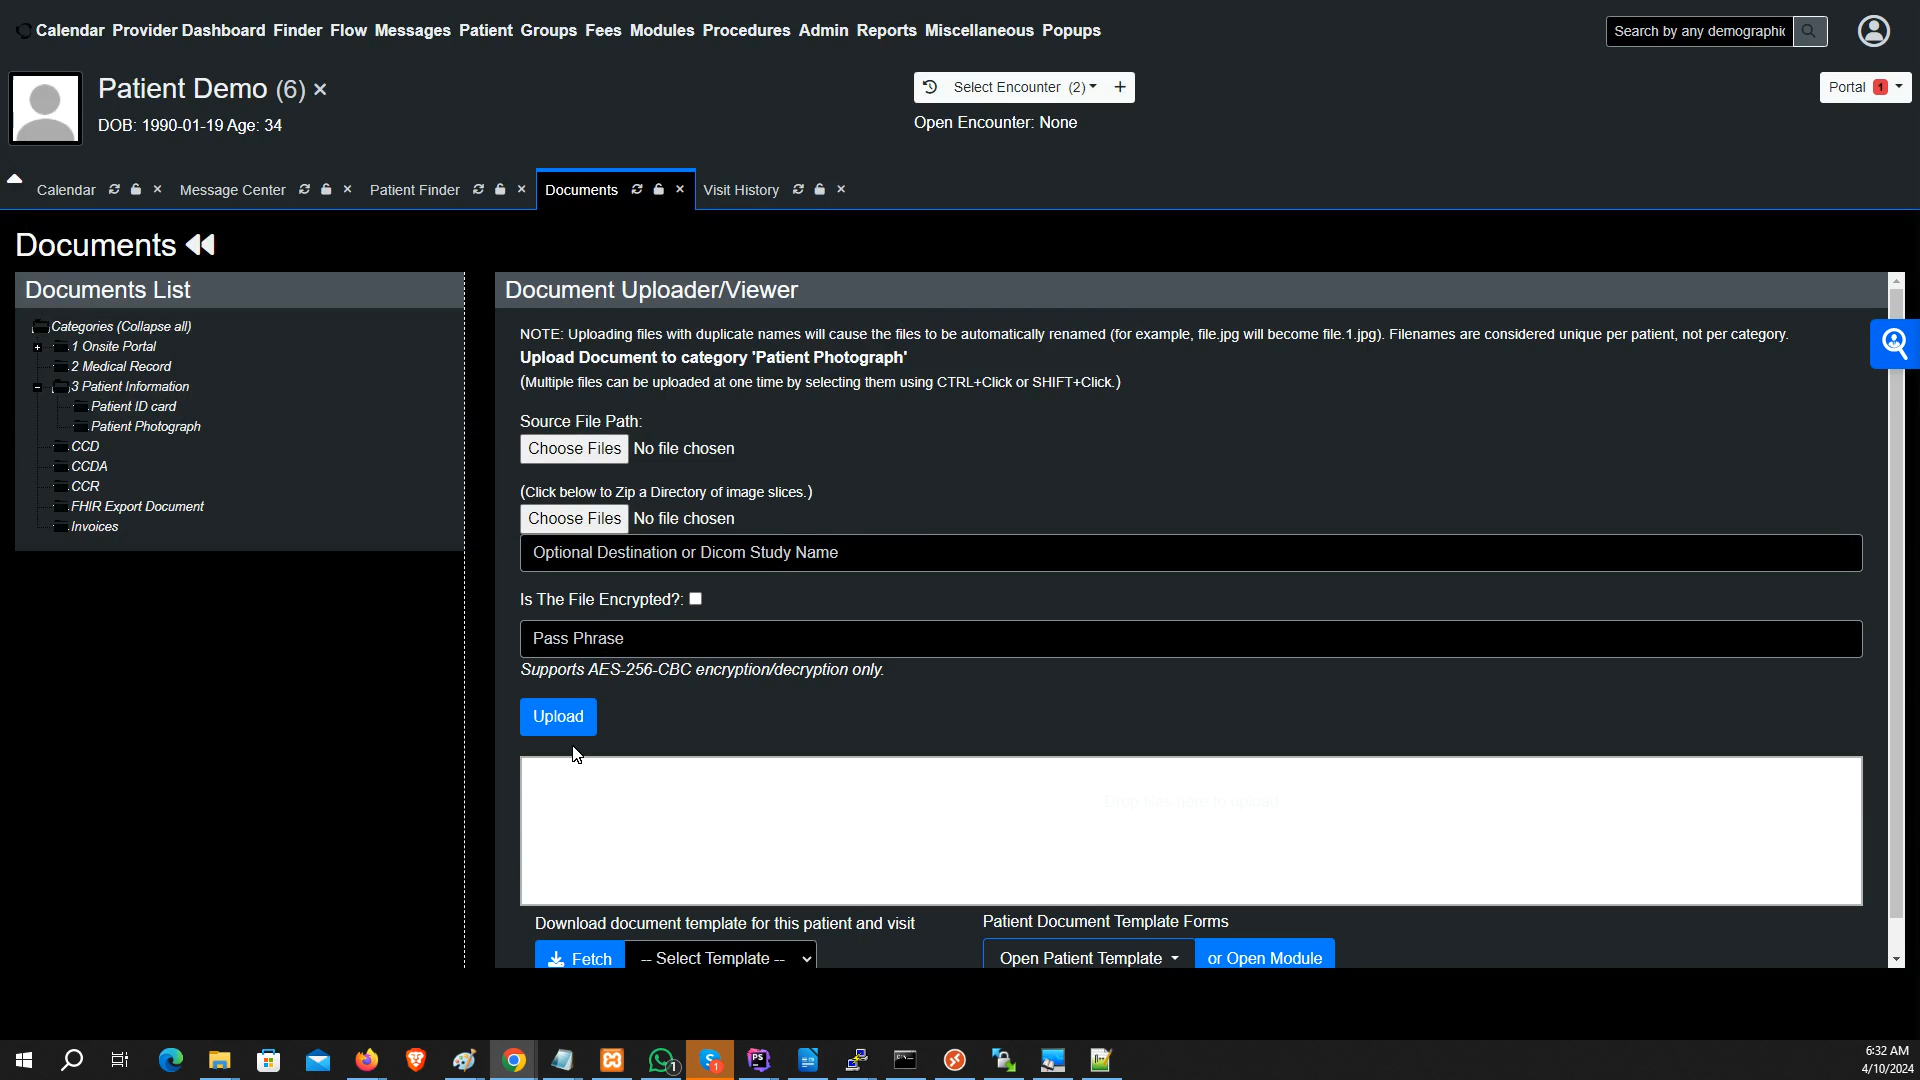 Calendar Provider Dashboard Finder Flow Messages Patient Groups Fees Modules Procedures Admin Reports Miscellaneous Popups
Search by any demographic
Patient Demo (6) ×
DOB: 1990-01-19 Age: 34
Select Encounter (2) +
Open Encounter: None
Portal 1
Calendar × Message Center × Patient Finder × Documents × Visit History ×
Documents
Documents List
Categories (Collapse all)
1 Onsite Portal
2 Medical Record
3 Patient Information
Patient ID card
Patient Photograph
CCD
CCDA
CCR
FHIR Export Document
Invoices
Document Uploader/Viewer
NOTE: Uploading files with duplicate names will cause the files to be automatically renamed (for example, file.jpg will become file.1.jpg). Filenames are considered unique per patient, not per category.
Upload Document to category 'Patient Photograph'
(Multiple files can be uploaded at one time by selecting them using CTRL+Click or SHIFT+Click.)
Source File Path:
Choose Files No file chosen
(Click below to Zip a Directory of image slices.)
Choose Files No file chosen
Optional Destination or Dicom Study Name
Is The File Encrypted?:
Pass Phrase
Supports AES-256-CBC encryption/decryption only.
Upload
Drop files here to upload
Download document template for this patient and visit
Fetch -- Select Template --
Patient Document Template Forms
Open Patient Template or Open Module
6:32 AM
4/10/2024